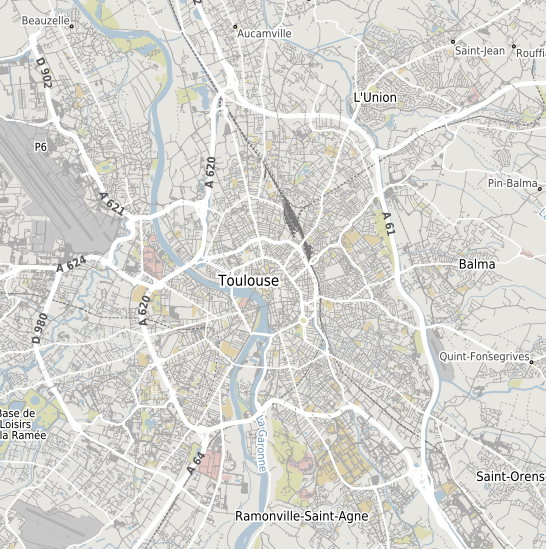 Beauzelle
Aucamville
Saint-Jean
Rouffi
D 902
L'Union
P6
A 620
Pin-Balma
A 621
A 61
A 624
Balma
Toulouse
A 620
D 980
Quint-Fonsegrives
Base de
Loisirs
la Ramée
La Garonne
A 64
Saint-Orens
Ramonville-Saint-Agne